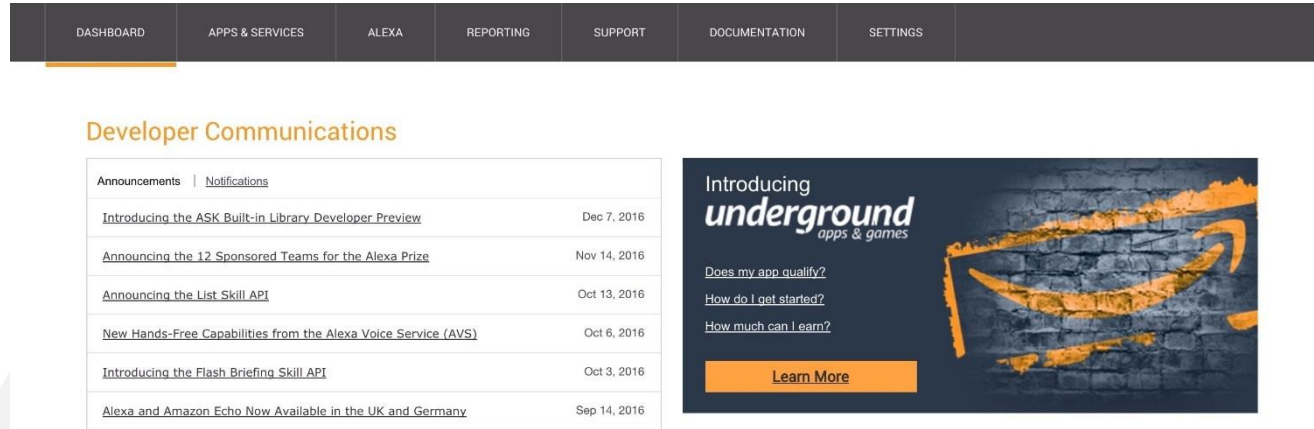 DASHBOARD APPS & SERVICES ALEXA REPORTING SUPPORT DOCUMENTATION SETTINGS
Developer Communications
Announcements | Notifications
Introducing the ASK Built-in Library Developer Preview Dec 7, 2016
Announcing the 12 Sponsored Teams for the Alexa Prize Nov 14, 2016
Announcing the List Skill API Oct 13, 2016
New Hands-Free Capabilities from the Alexa Voice Service (AVS) Oct 6, 2016
Introducing the Flash Briefing Skill API Oct 3, 2016
Alexa and Amazon Echo Now Available in the UK and Germany Sep 14, 2016
Introducing
underground
apps & games
Does my app qualify?
How do I get started?
How much can I earn?
Learn More